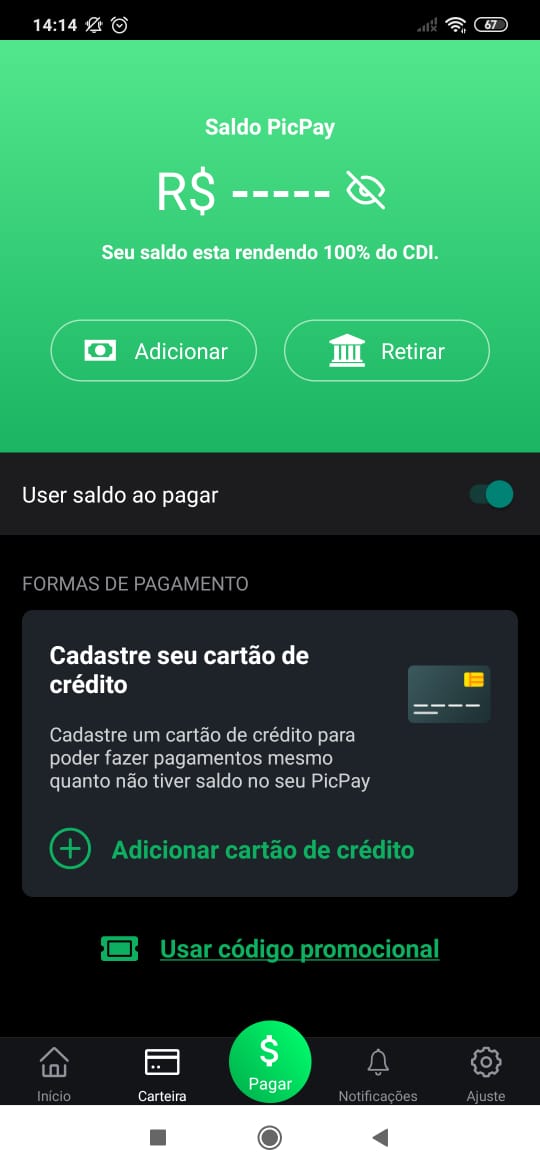 14:14
67
Saldo PicPay
R$ -----
Seu saldo esta rendendo 100% do CDI.
Adicionar
Retirar
User saldo ao pagar
FORMAS DE PAGAMENTO
Cadastre seu cartão de
crédito
Cadastre um cartão de crédito para
poder fazer pagamentos mesmo
quanto não tiver saldo no seu PicPay
Adicionar cartão de crédito
Usar código promocional
$
Pagar
Início
Carteira
Notificações
Ajuste